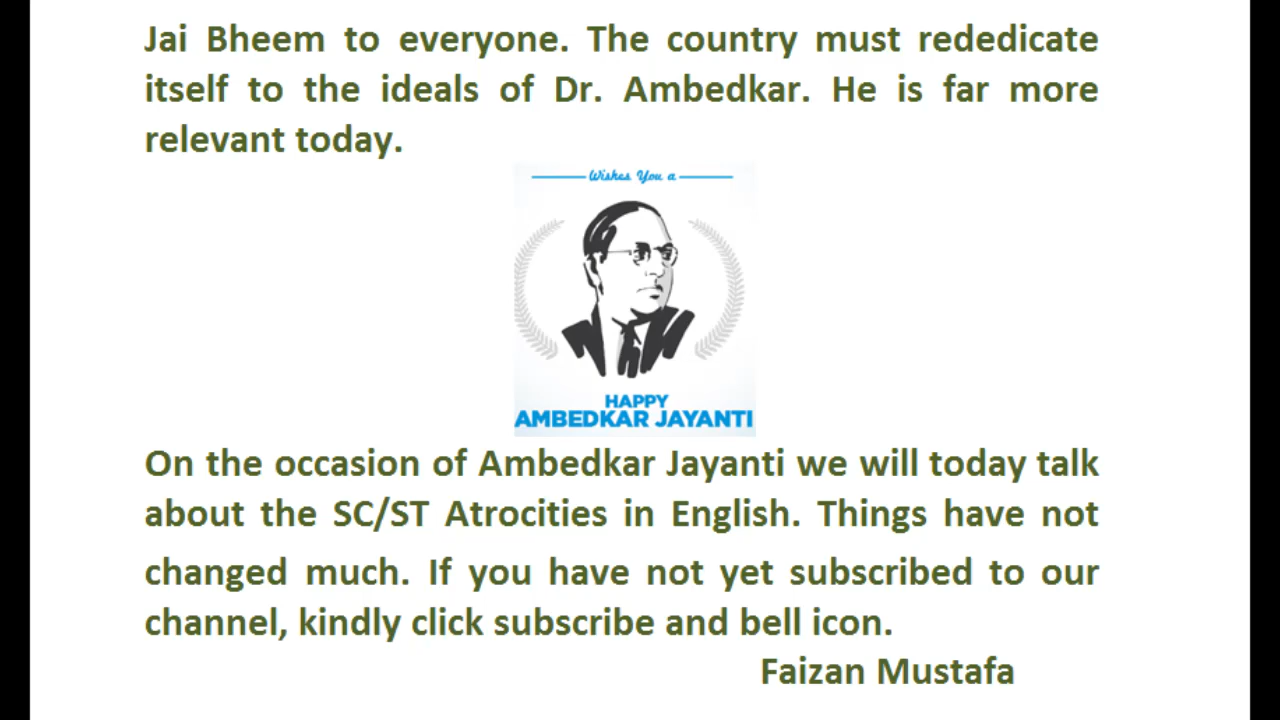 Jai Bheem to everyone. The country must rededicate
itself to the ideals of Dr. Ambedkar. He is far more
relevant today.
Wishes You a
HAPPY
AMBEDKAR JAYANTI
On the occasion of Ambedkar Jayanti we will today talk
about the SC/ST Atrocities in English. Things have not
changed much. If you have not yet subscribed to our
channel, kindly click subscribe and bell icon.
Faizan Mustafa